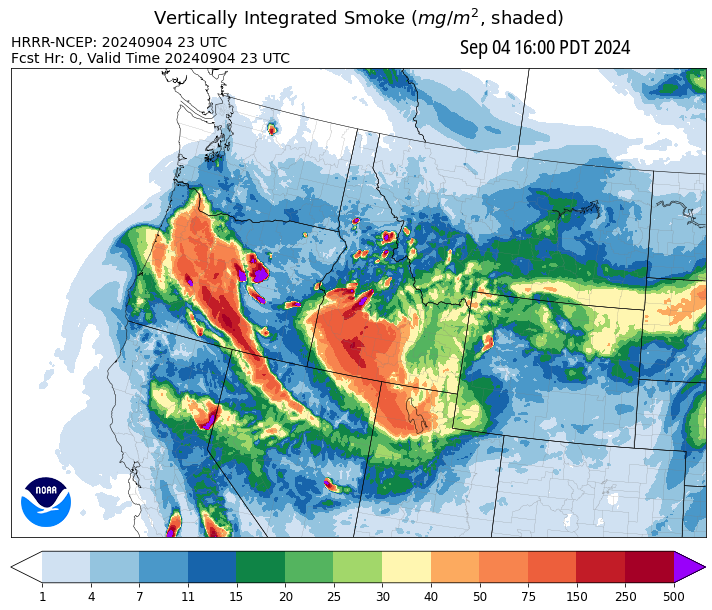 Vertically Integrated Smoke (mg/m², shaded)
HRRR-NCEP: 20240904 23 UTC
Fcst Hr: 0, Valid Time 20240904 23 UTC
Sep 04 16:00 PDT 2024
NOAA
1 4 7 11 15 20 25 30 40 50 75 150 250 500